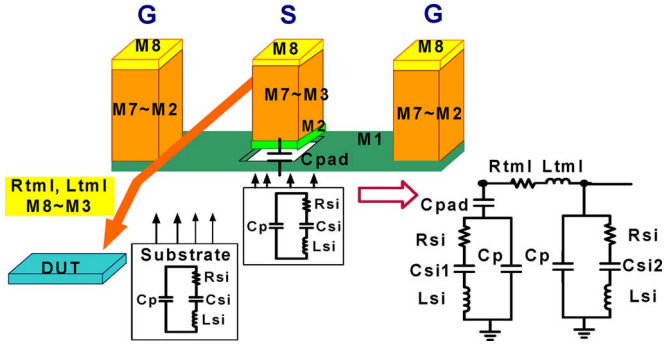 G S G
M8 M8 M8
M7~M2 M7~M3 M7~M2
M2
M1
Cpad
Rtml, Ltml
M8~M3
DUT
Substrate
Rsi
Cp Csi
Lsi
Rsi
Cp Csi
Lsi
Rtml Ltml
Cpad
Rsi Rsi
Csi1 Cp Cp Csi2
Lsi Lsi